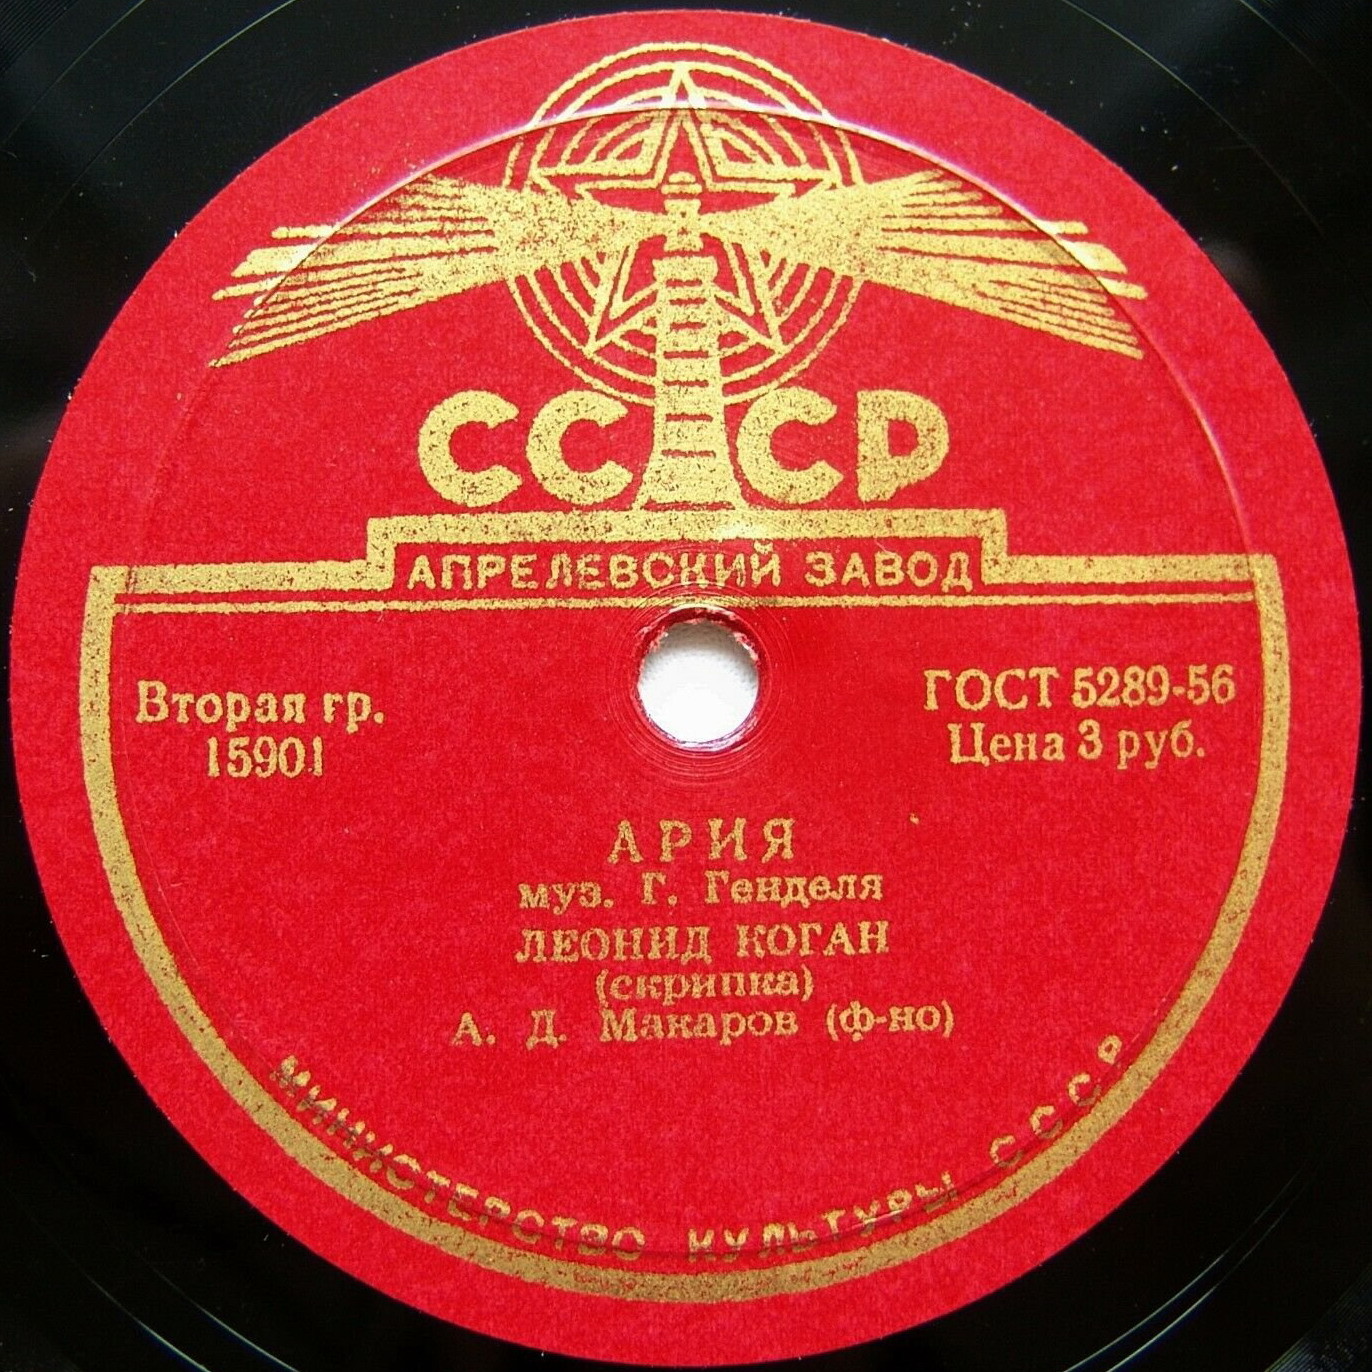 СССР
АПРЕЛЕВСКИЙ ЗАВОД
Вторая гр.
15901
ГОСТ 5289-56
Цена 3 руб.
АРИЯ
муз. Г. Генделя
ЛЕОНИД КОГАН
(скрипка)
А. Д. Макаров (ф-но)
МИНИСТЕРСТВО КУЛЬТУРЫ СССР